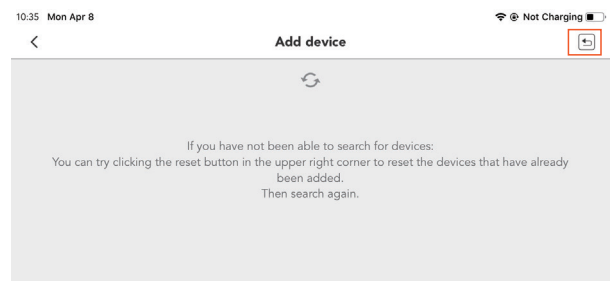 10:35 Mon Apr 8 Not Charging
Add device
If you have not been able to search for devices:
You can try clicking the reset button in the upper right corner to reset the devices that have already
been added.
Then search again.